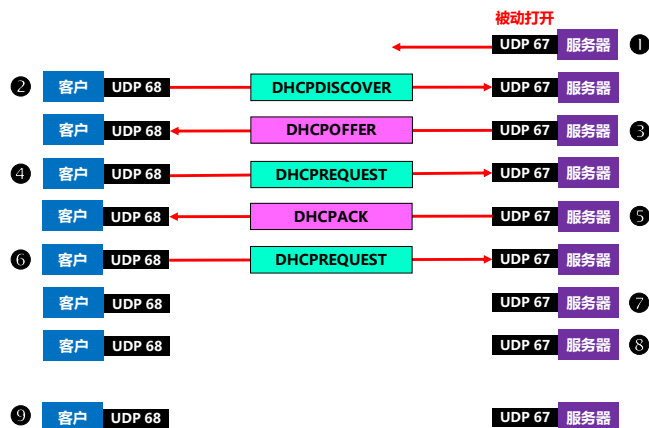 被动打开
UDP 67 服务器 ❶
❷ 客户 UDP 68 DHCPDISCOVER UDP 67 服务器
客户 UDP 68 DHCPOFFER UDP 67 服务器 ❸
❹ 客户 UDP 68 DHCPREQUEST UDP 67 服务器
客户 UDP 68 DHCPACK UDP 67 服务器 ❺
❻ 客户 UDP 68 DHCPREQUEST UDP 67 服务器
客户 UDP 68 UDP 67 服务器 ❼
客户 UDP 68 UDP 67 服务器 ❽
❾ 客户 UDP 68 UDP 67 服务器